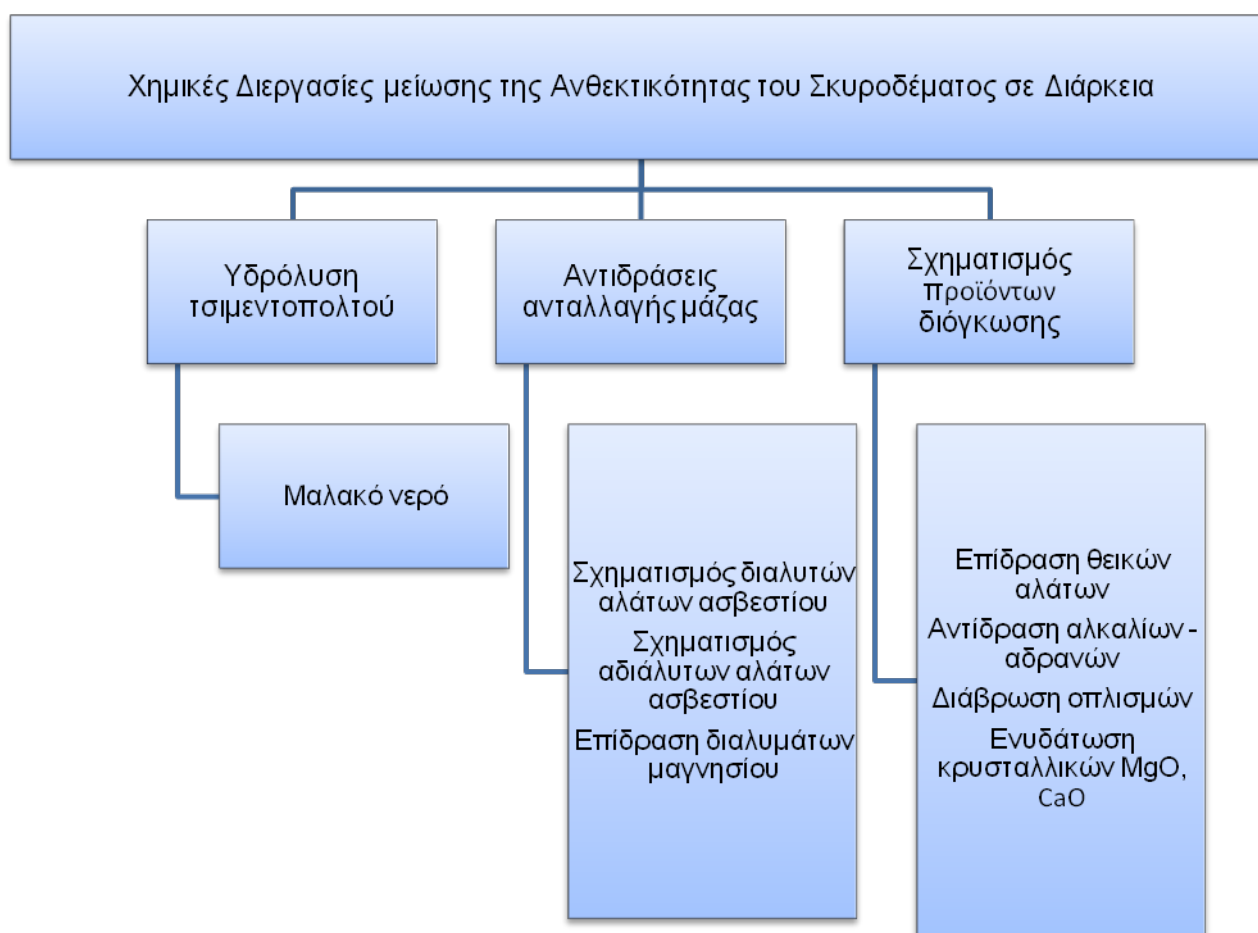 Χημικές Διεργασίες μείωσης της Ανθεκτικότητας του Σκυροδέματος σε Διάρκεια
Υδρόλυση
τσιμεντοπολτού
Μαλακό νερό
Αντιδράσεις
ανταλλαγής μάζας
Σχηματισμός διαλυτών
αλάτων ασβεστίου
Σχηματισμός
αδιάλυτων αλάτων
ασβεστίου
Επίδραση διαλυμάτων
μαγνησίου
Σχηματισμός
προϊόντων
διόγκωσης
Επίδραση θεικών
αλάτων
Αντίδραση αλκαλίων -
αδρανών
Διάβρωση οπλισμών
Ενυδάτωση
κρυσταλλικών MgO,
CaO